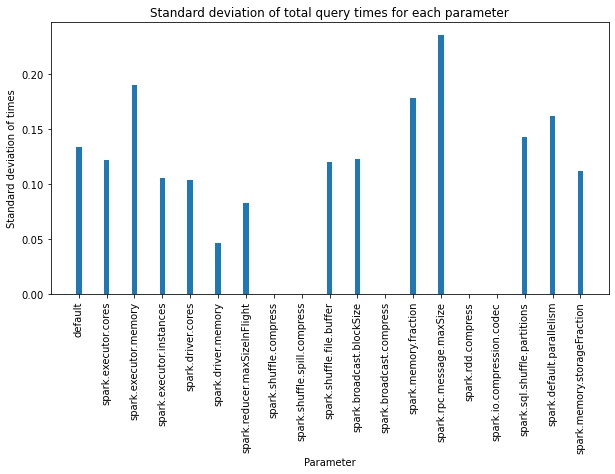 Standard deviation of total query times for each parameter
Standard deviation of times
0.20
0.15
0.10
0.05
0.00
default
spark.executor.cores
spark.executor.memory
spark.executor.instances
spark.driver.cores
spark.driver.memory
spark.reducer.maxSizeInFlight
spark.shuffle.compress
spark.shuffle.spill.compress
spark.shuffle.file.buffer
spark.broadcast.blockSize
spark.broadcast.compress
spark.memory.fraction
spark.rpc.message.maxSize
spark.rdd.compress
spark.io.compression.codec
spark.sql.shuffle.partitions
spark.default.parallelism
spark.memory.storageFraction
Parameter